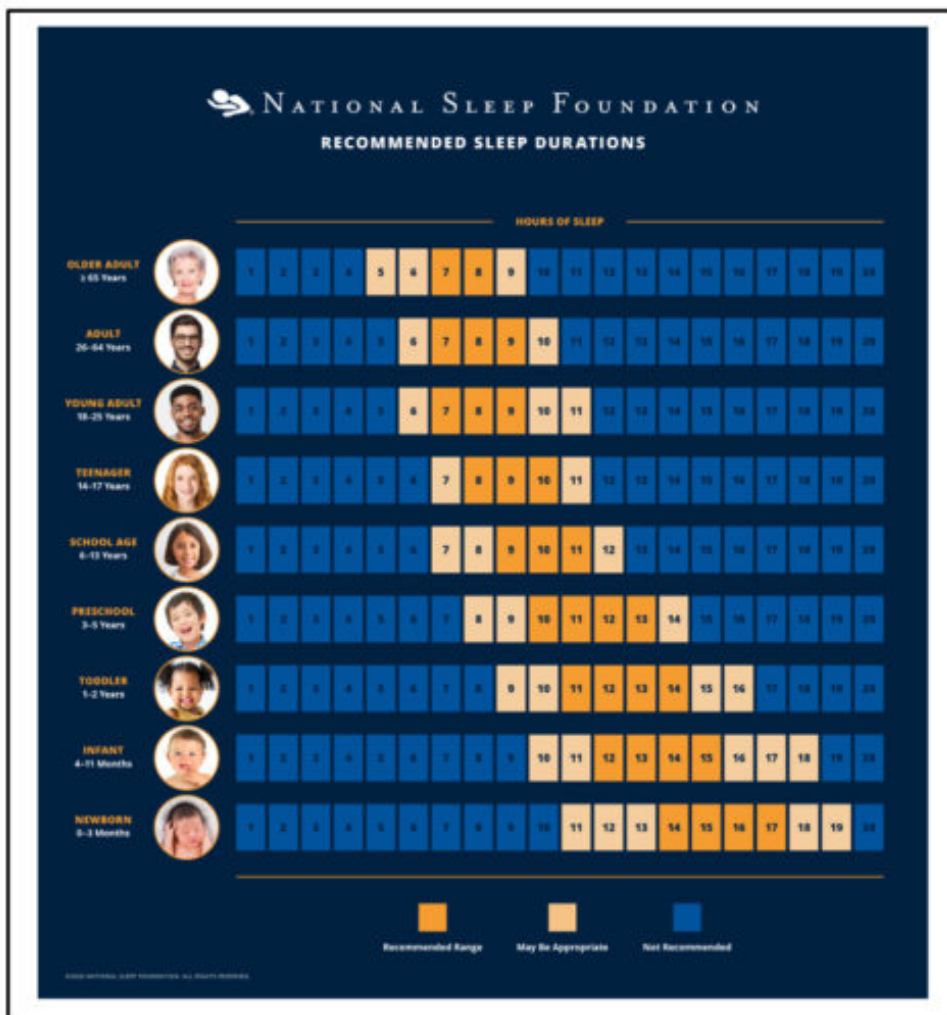 NATIONAL SLEEP FOUNDATION
RECOMMENDED SLEEP DURATIONS
HOURS OF SLEEP
OLDER ADULT
≥ 65 Years
1 2 3 4 5 6 7 8 9 10 11 12 13 14 15 16 17 18 19 20
ADULT
26-64 Years
1 2 3 4 5 6 7 8 9 10 11 12 13 14 15 16 17 18 19 20
YOUNG ADULT
18-25 Years
1 2 3 4 5 6 7 8 9 10 11 12 13 14 15 16 17 18 19 20
TEENAGER
14-17 Years
1 2 3 4 5 6 7 8 9 10 11 12 13 14 15 16 17 18 19 20
SCHOOL AGE
6-13 Years
1 2 3 4 5 6 7 8 9 10 11 12 13 14 15 16 17 18 19 20
PRESCHOOL
3-5 Years
1 2 3 4 5 6 7 8 9 10 11 12 13 14 15 16 17 18 19 20
TODDLER
1-2 Years
1 2 3 4 5 6 7 8 9 10 11 12 13 14 15 16 17 18 19 20
INFANT
4-11 Months
1 2 3 4 5 6 7 8 9 10 11 12 13 14 15 16 17 18 19 20
NEWBORN
0-3 Months
1 2 3 4 5 6 7 8 9 10 11 12 13 14 15 16 17 18 19 20
Recommended Range May Be Appropriate Not Recommended
NATIONAL SLEEP FOUNDATION. ALL RIGHTS RESERVED.